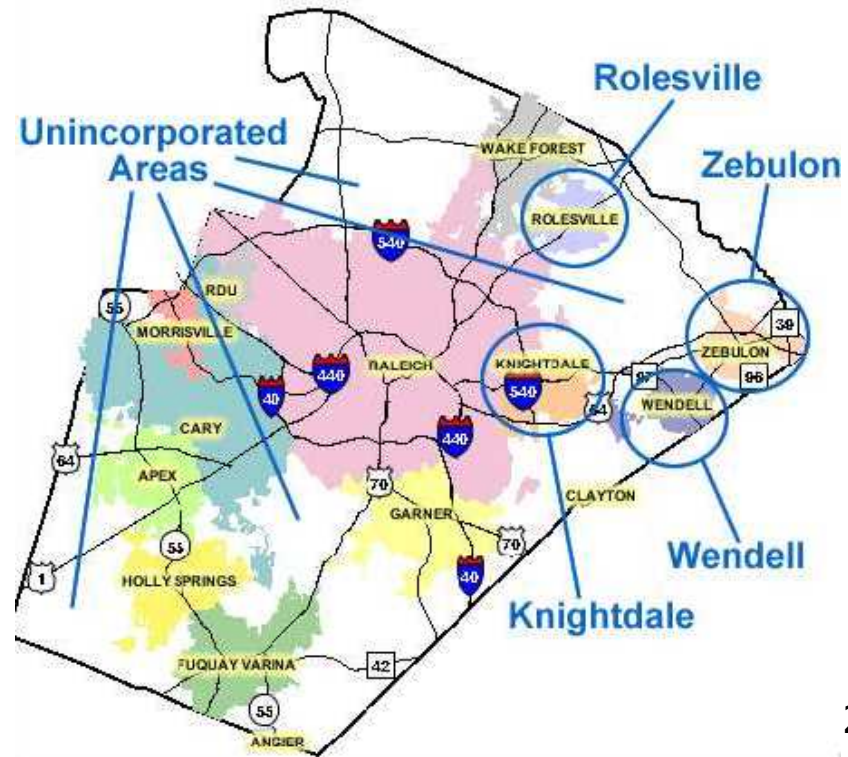 Rolesville
Unincorporated
Areas
WAKE FOREST
Zebulon
ROLESVILLE
540
RDU
55
39
MORRISVILLE
ZEBULON
RALEIGH
KNIGHTDALE
440
540
97
96
40
64
WENDELL
CARY
440
64
APEX
70
CLAYTON
GARNER
70
55
Wendell
1
HOLLY SPRINGS
40
Knightdale
FUQUAY VARINA
42
55
ANGIER